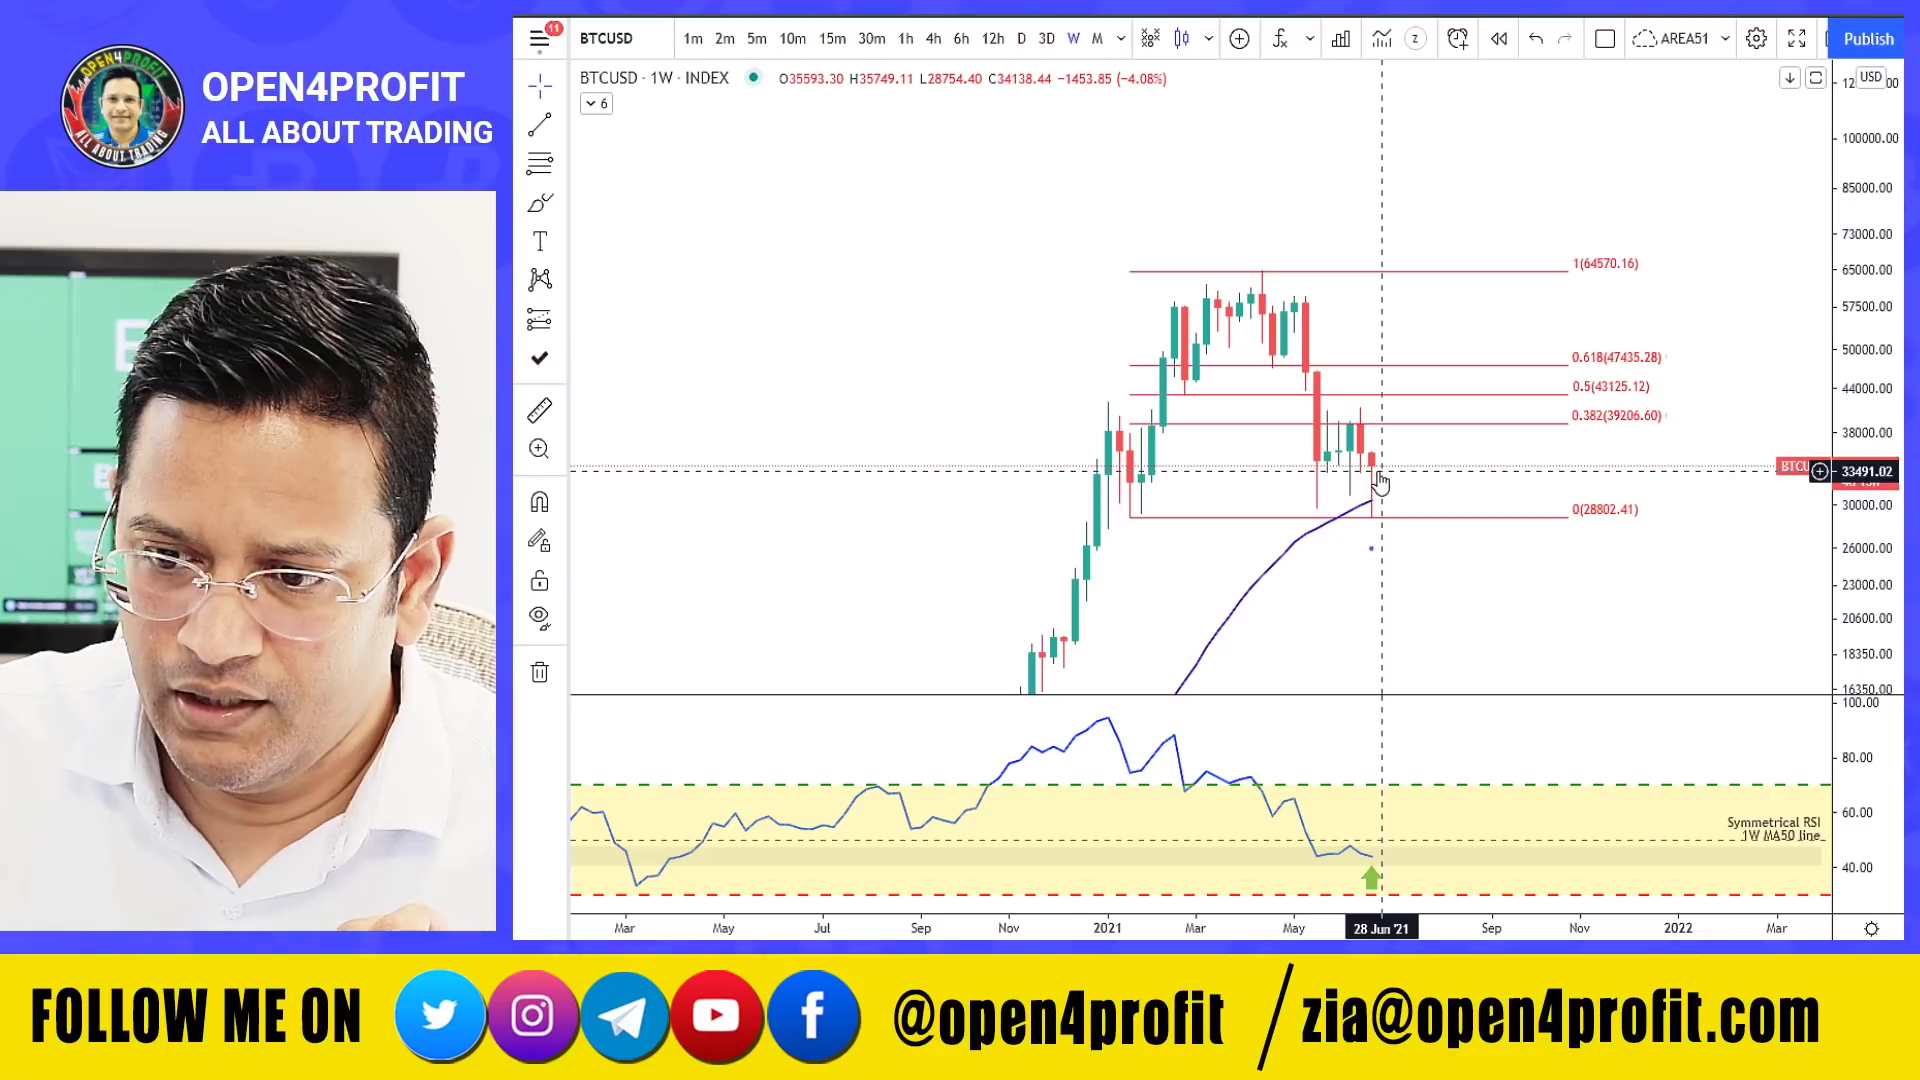 OPEN4PROFIT
ALL ABOUT TRADING
OPEN4PROFIT
ALL ABOUT TRADING
11
BTCUSD
1m 2m 5m 10m 15m 30m 1h 4h 6h 12h D 3D W M
Z
AREA51
Publish
BTCUSD · 1W · INDEX
O35593.30 H35749.11 L28754.40 C34138.44 −1453.85 (−4.08%)
6
USD
100000.00
85000.00
73000.00
65000.00
57500.00
50000.00
44000.00
38000.00
33491.02
30000.00
26000.00
23000.00
20600.00
18350.00
16350.00
1(64570.16)
0.618(47435.28)
0.5(43125.12)
0.382(39206.60)
0(28802.41)
BTCU
100.00
80.00
60.00
40.00
Symmetrical RSI
1W MA50 line
Mar May Jul Sep Nov 2021 Mar May 28 Jun '21 Sep Nov 2022 Mar
FOLLOW ME ON
@open4profit / zia@open4profit.com